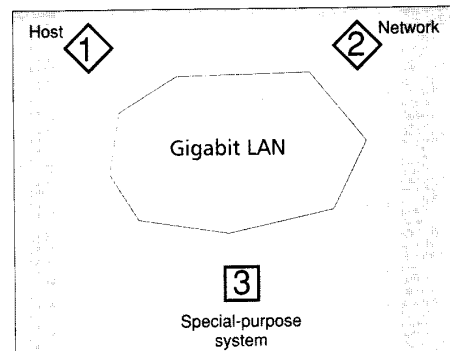 Host
1
2
Network
Gigabit LAN
3
Special-purpose
system